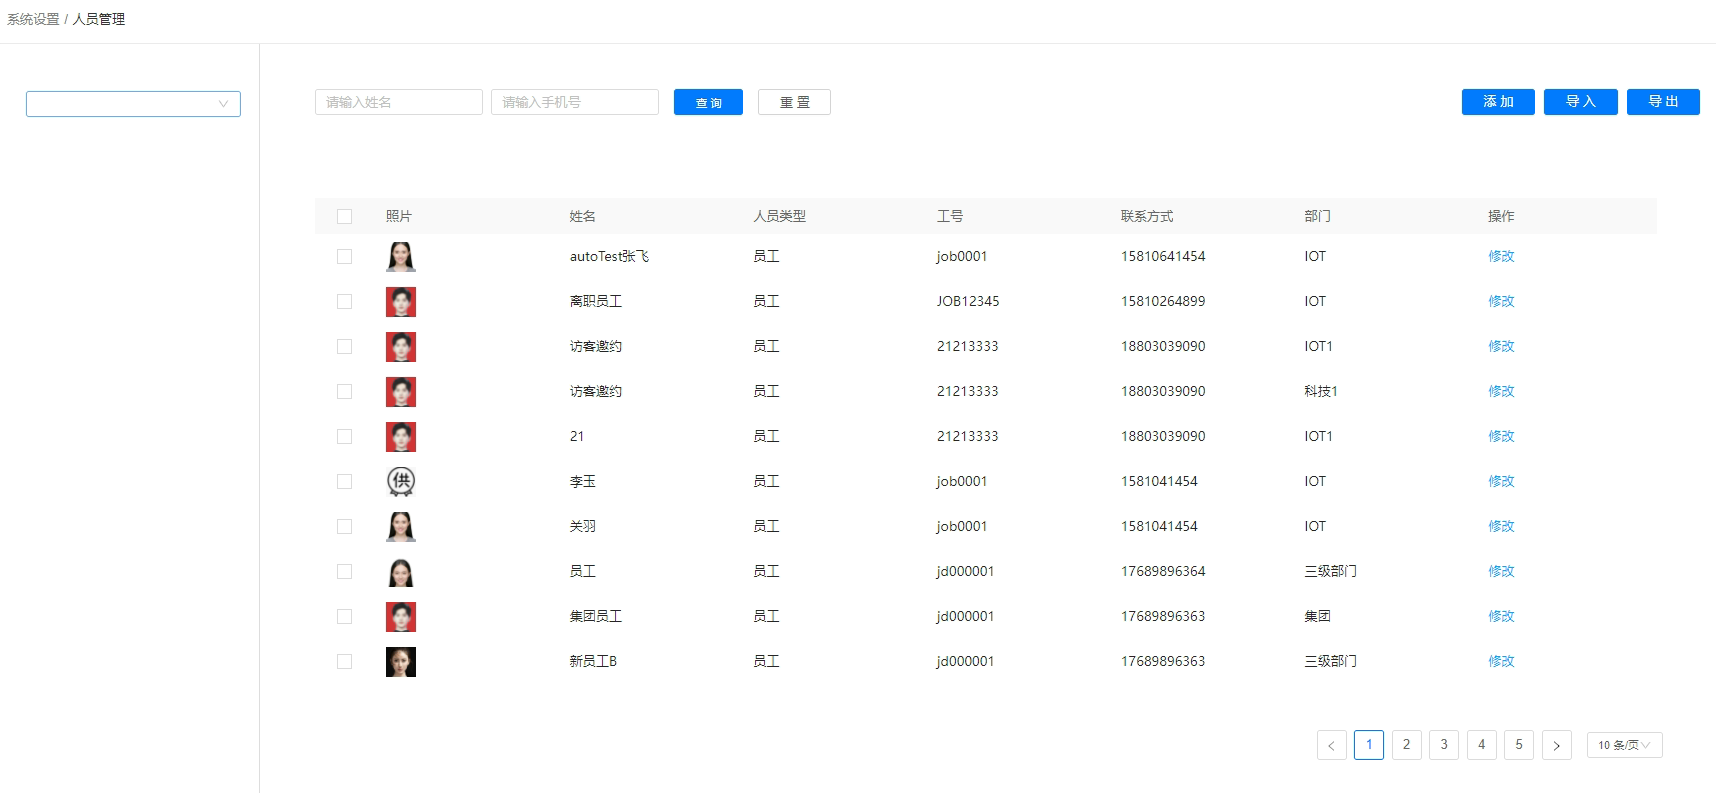 系统设置 / 人员管理
请输入姓名 请输入手机号 查 询 重 置 添 加 导 入 导 出
照片 姓名 人员类型 工号 联系方式 部门 操作
autoTest张飞 员工 job0001 15810641454 IOT 修改
离职员工 员工 JOB12345 15810264899 IOT 修改
访客邀约 员工 21213333 18803039090 IOT1 修改
访客邀约 员工 21213333 18803039090 科技1 修改
21 员工 21213333 18803039090 IOT1 修改
供 李玉 员工 job0001 1581041454 IOT 修改
关羽 员工 job0001 1581041454 IOT 修改
员工 员工 jd000001 17689896364 三级部门 修改
集团员工 员工 jd000001 17689896363 集团 修改
新员工B 员工 jd000001 17689896363 三级部门 修改
< 1 2 3 4 5 > 10 条/页